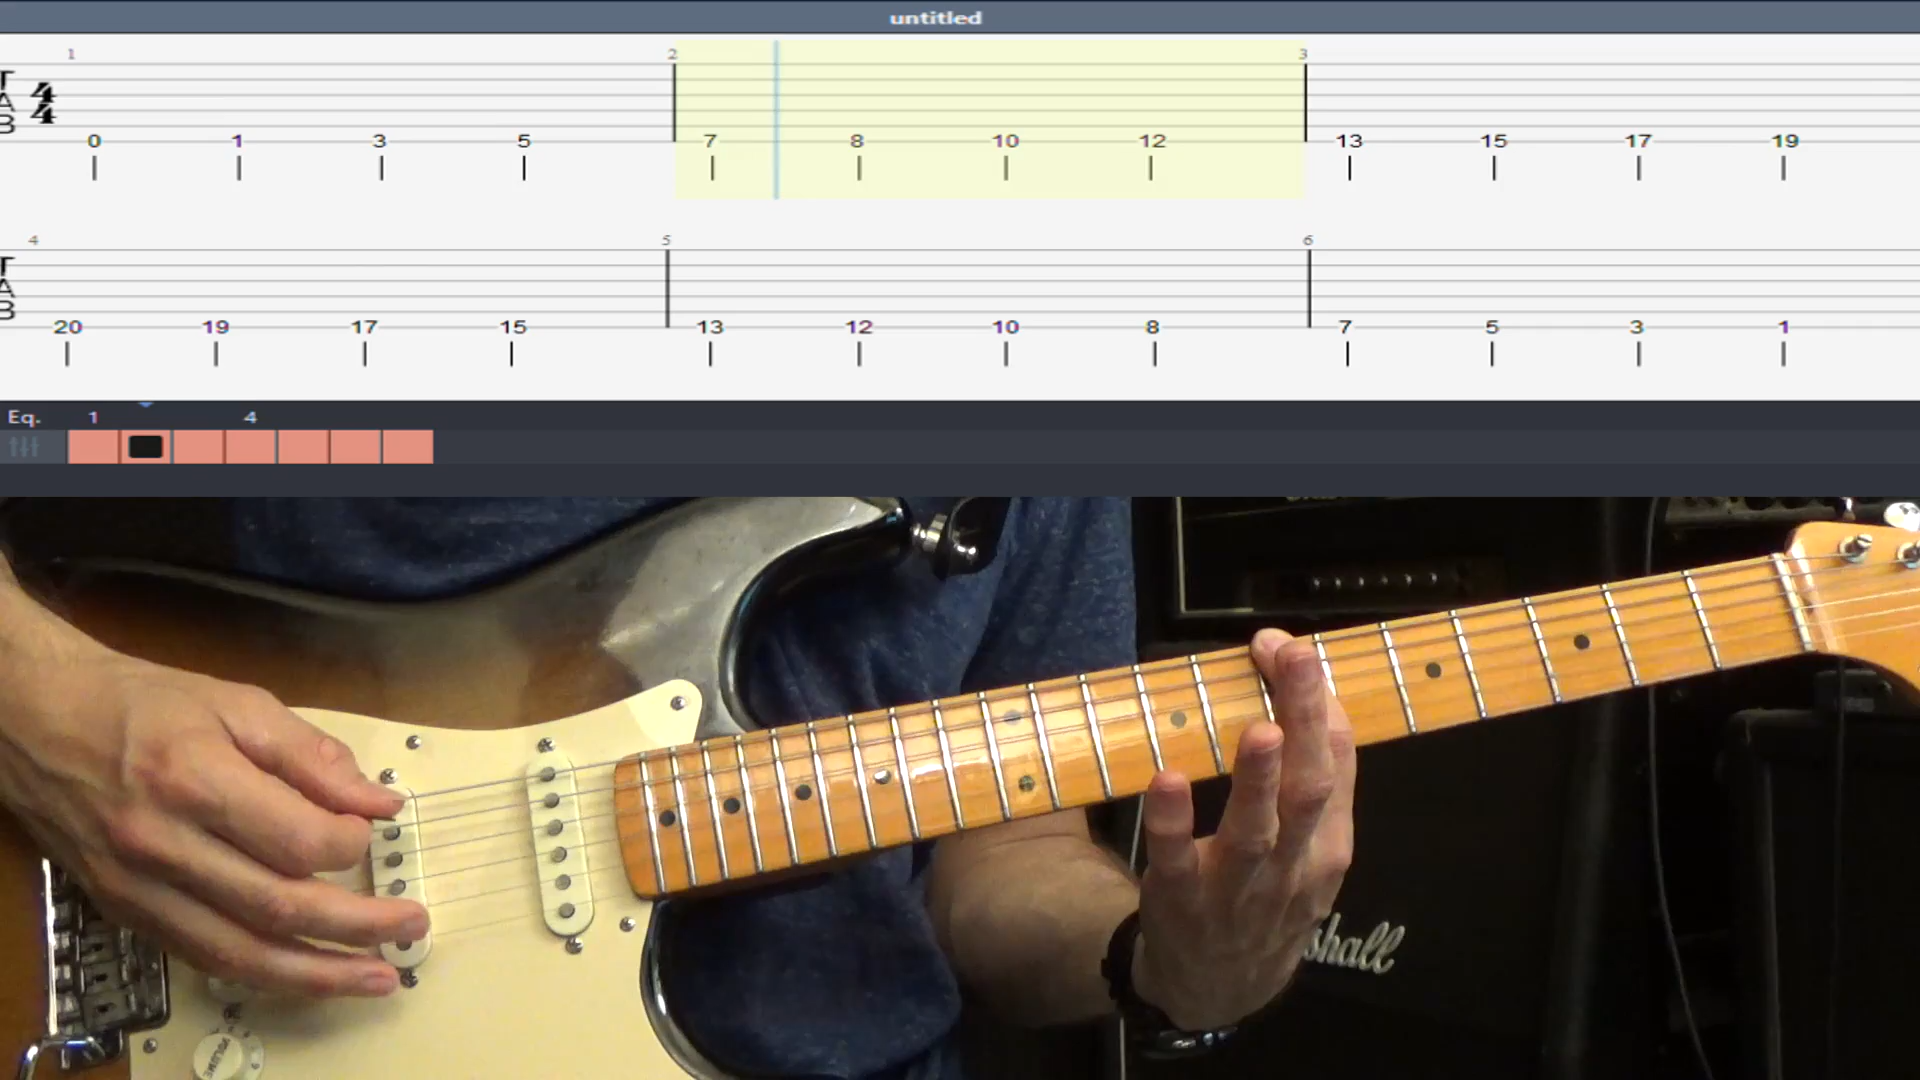 untitled
1 2 3
T A B 4/4 0 1 3 5 7 8 10 12 13 15 17 19
4 5 6
T A B 20 19 17 15 13 12 10 8 7 5 3 1
Eq. 1 4
shall
VOLUME